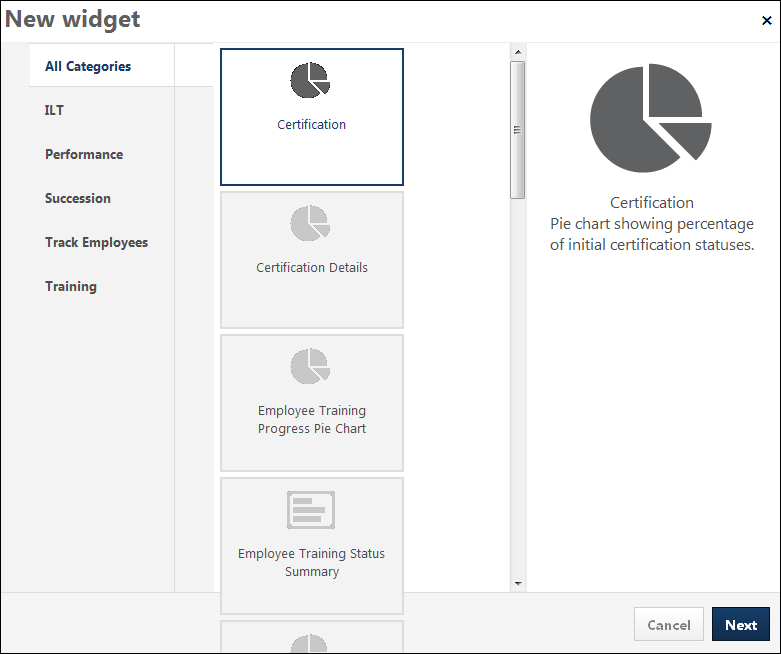 New widget
All Categories
ILT
Performance
Succession
Track Employees
Training
Certification
Certification Details
Employee Training
Progress Pie Chart
Employee Training Status
Summary
Certification
Pie chart showing percentage
of initial certification statuses.
Cancel
Next